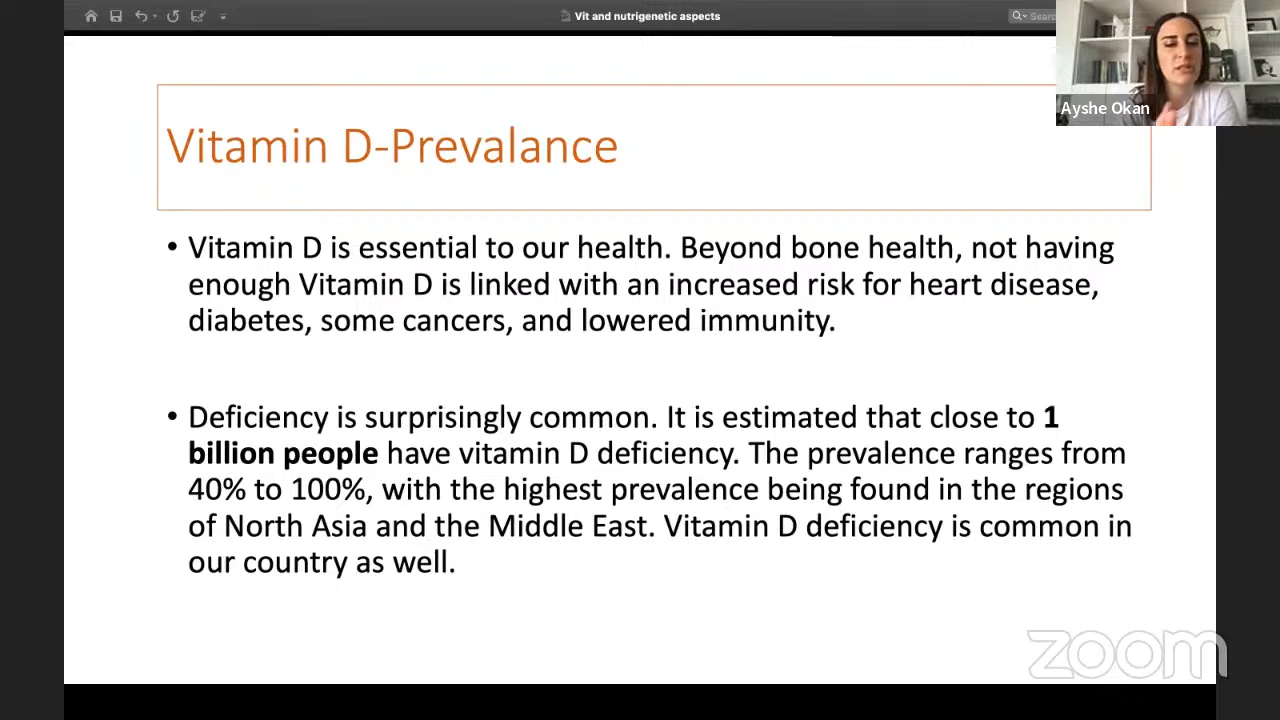 Vit and nutrigenetic aspects
Sear
Ayshe Okan
Vitamin D-Prevalance
• Vitamin D is essential to our health. Beyond bone health, not having
enough Vitamin D is linked with an increased risk for heart disease,
diabetes, some cancers, and lowered immunity.
• Deficiency is surprisingly common. It is estimated that close to 1
billion people have vitamin D deficiency. The prevalence ranges from
40% to 100%, with the highest prevalence being found in the regions
of North Asia and the Middle East. Vitamin D deficiency is common in
our country as well.
zoom